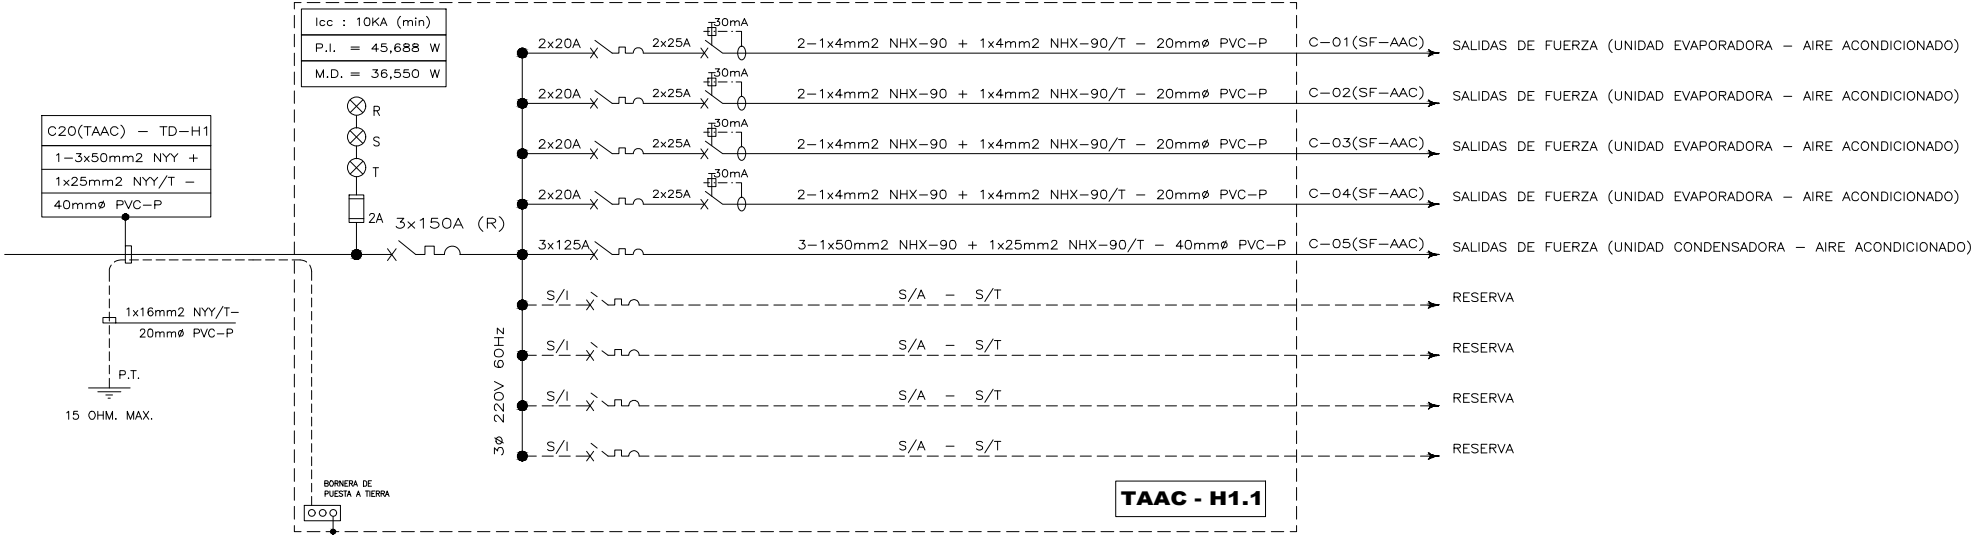 Icc : 10KA (min)
P.I. = 45,688 W
M.D. = 36,550 W
R
S
T
2A
C20(TAAC) – TD–H1
1–3x50mm2 NYY +
1x25mm2 NYY/T –
40mmø PVC–P
3x150A (R)
1x16mm2 NYY/T–
20mmø PVC–P
P.T.
15 OHM. MAX.
BORNERA DE
PUESTA A TIERRA
3ø 220V 60Hz
30mA
2x20A 2x25A 2–1x4mm2 NHX–90 + 1x4mm2 NHX–90/T – 20mmø PVC–P C–01(SF–AAC) SALIDAS DE FUERZA (UNIDAD EVAPORADORA – AIRE ACONDICIONADO)
30mA
2x20A 2x25A 2–1x4mm2 NHX–90 + 1x4mm2 NHX–90/T – 20mmø PVC–P C–02(SF–AAC) SALIDAS DE FUERZA (UNIDAD EVAPORADORA – AIRE ACONDICIONADO)
30mA
2x20A 2x25A 2–1x4mm2 NHX–90 + 1x4mm2 NHX–90/T – 20mmø PVC–P C–03(SF–AAC) SALIDAS DE FUERZA (UNIDAD EVAPORADORA – AIRE ACONDICIONADO)
30mA
2x20A 2x25A 2–1x4mm2 NHX–90 + 1x4mm2 NHX–90/T – 20mmø PVC–P C–04(SF–AAC) SALIDAS DE FUERZA (UNIDAD EVAPORADORA – AIRE ACONDICIONADO)
3x125A 3–1x50mm2 NHX–90 + 1x25mm2 NHX–90/T – 40mmø PVC–P C–05(SF–AAC) SALIDAS DE FUERZA (UNIDAD CONDENSADORA – AIRE ACONDICIONADO)
S/I S/A – S/T RESERVA
S/I S/A – S/T RESERVA
S/I S/A – S/T RESERVA
S/I S/A – S/T RESERVA
TAAC - H1.1